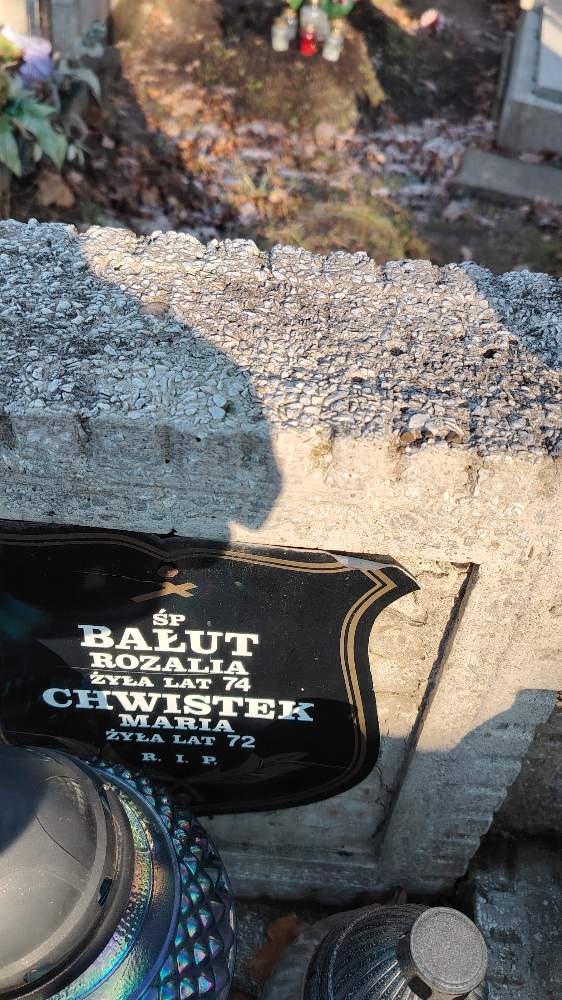 ŚP
BAŁUT
ROZALIA
ŻYŁA LAT 74
CHWISTEK
MARIA
ŻYŁA LAT 72
R. I. P.